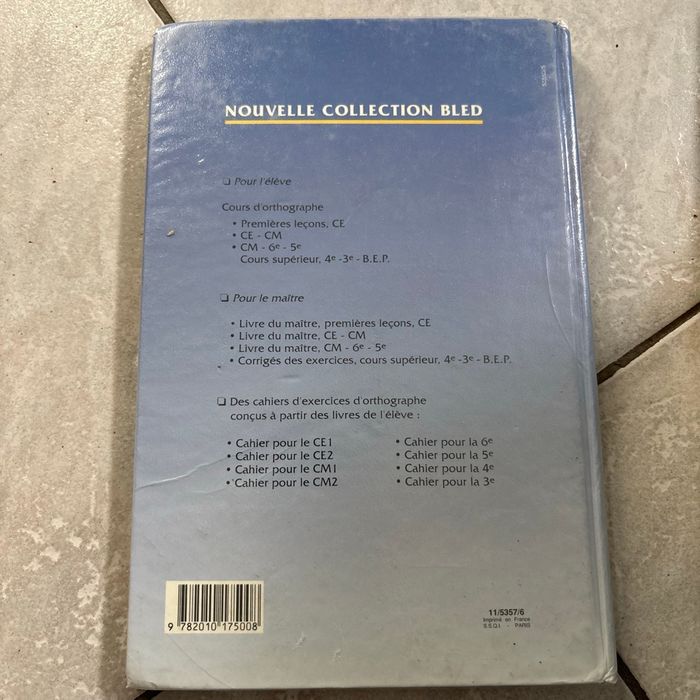 NOUVELLE COLLECTION BLED
❑ Pour l'élève
Cours d'orthographe
• Premières leçons, CE
• CE - CM
• CM - 6e - 5e
Cours supérieur, 4e -3e - B.E.P.
❑ Pour le maître
• Livre du maître, premières leçons, CE
• Livre du maître, CE - CM
• Livre du maître, CM - 6e - 5e
• Corrigés des exercices, cours supérieur, 4e -3e - B.E.P.
❑ Des cahiers d'exercices d'orthographe
conçus à partir des livres de l'élève :
• Cahier pour le CE1
• Cahier pour le CE2
• Cahier pour le CM1
• Cahier pour le CM2
• Cahier pour la 6e
• Cahier pour la 5e
• Cahier pour la 4e
• Cahier pour la 3e
9 782010 175008
11/5357/6
Imprimé en France
S.S.Q.I. - PARIS